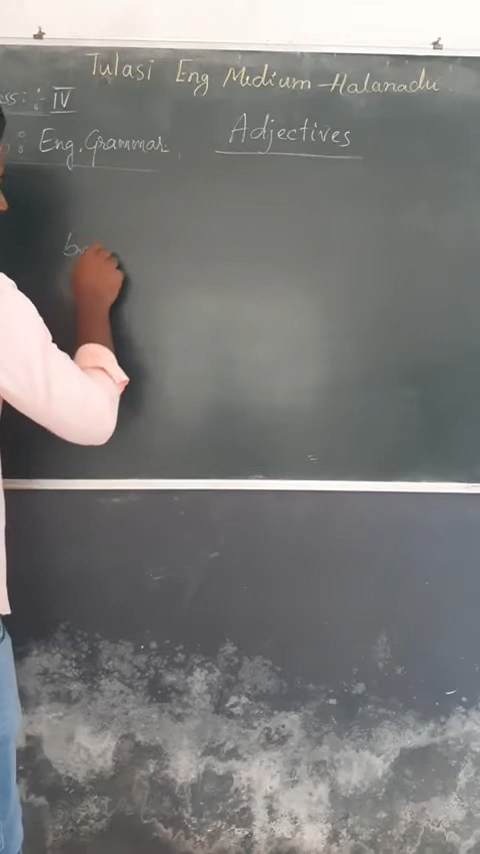 Tulasi Eng Medium-Halanadu.
ss:- IV
: Eng. Grammar.
Adjectives